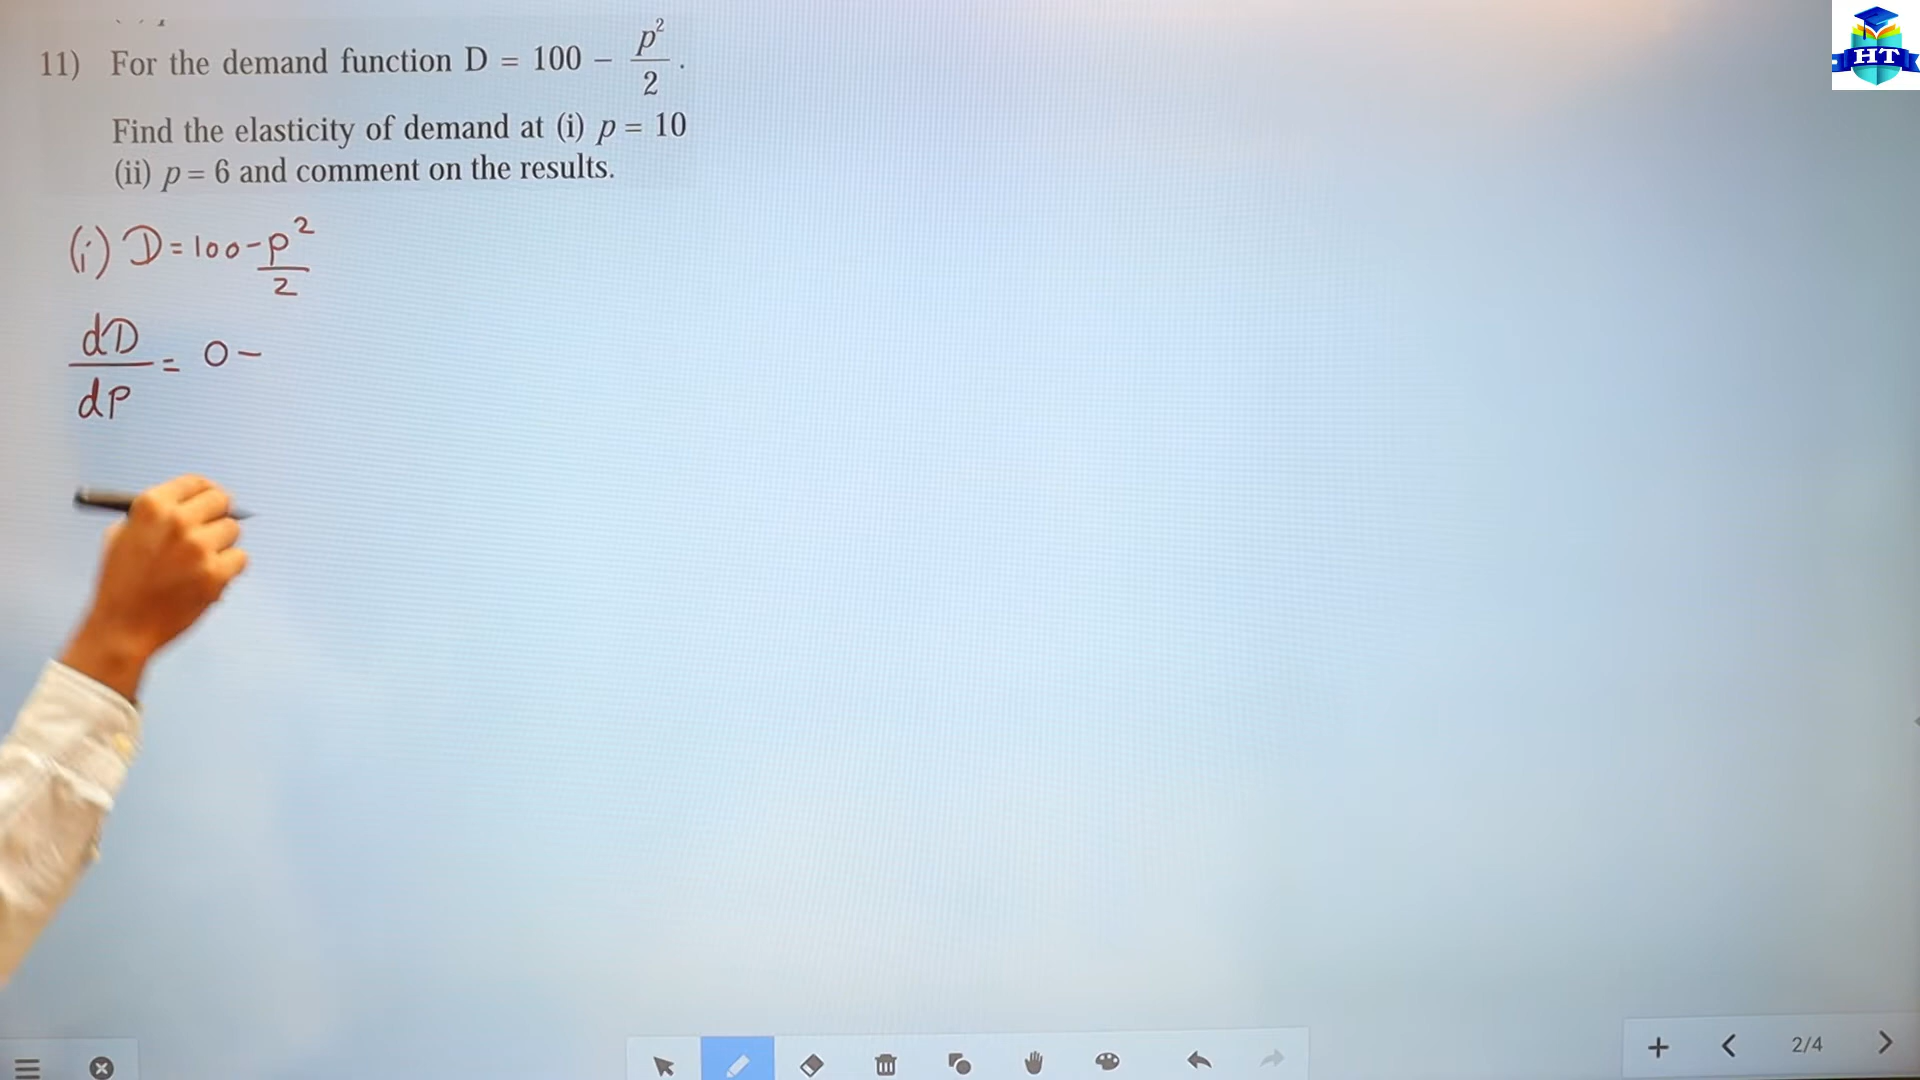 11) For the demand function D = 100 − p²/2 .
Find the elasticity of demand at (i) p = 10
(ii) p = 6 and comment on the results.
(i) D = 100 - p²/2
dD/dp = 0 -
HT
2/4